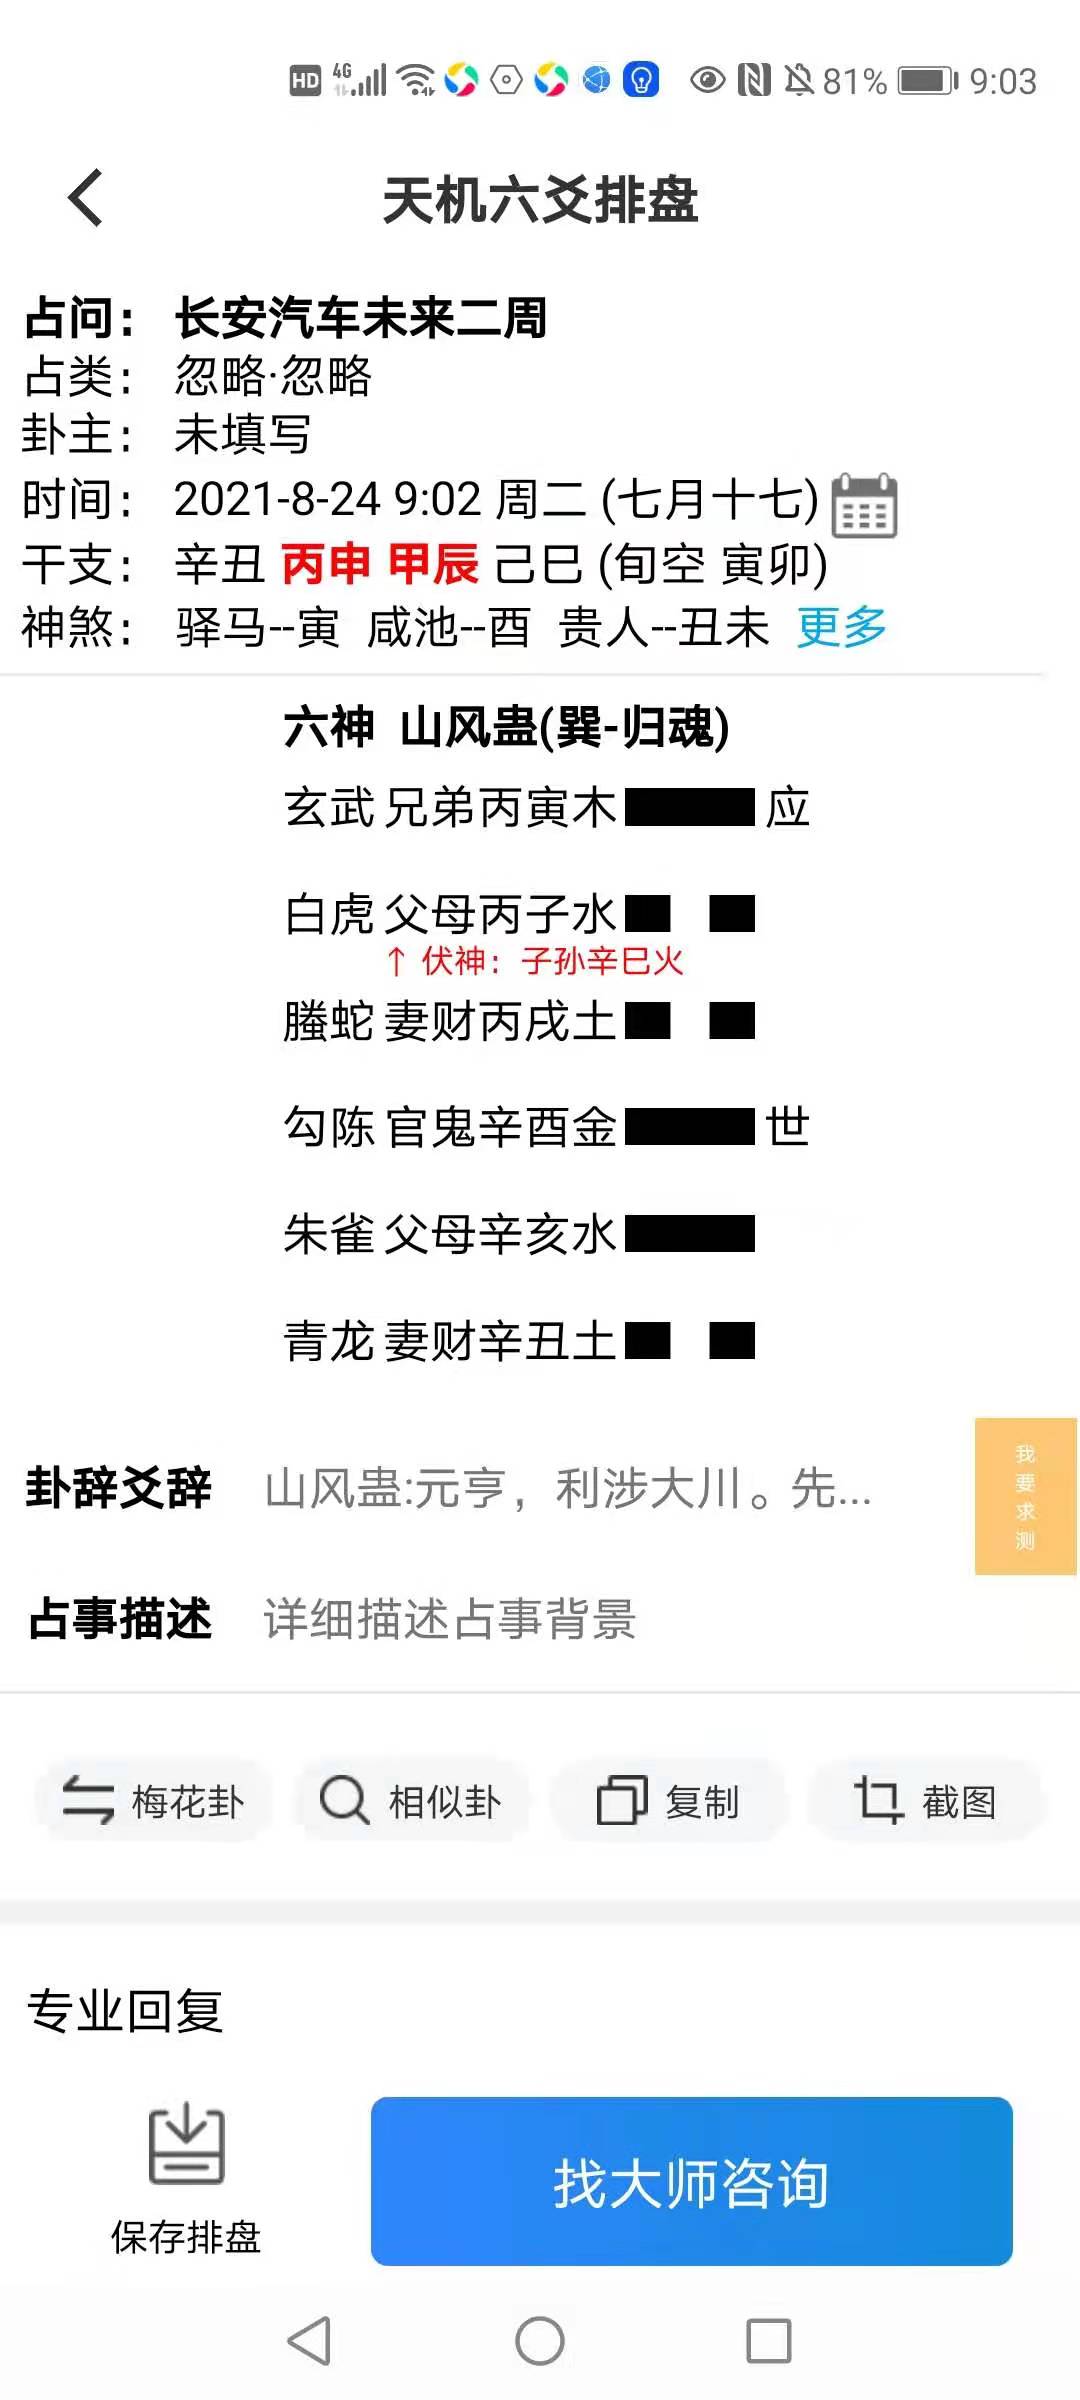 HD 4G 81% 9:03
天机六爻排盘
占问： 长安汽车未来二周
占类： 忽略·忽略
卦主： 未填写
时间： 2021-8-24 9:02 周二 (七月十七)
干支： 辛丑 丙申 甲辰 己巳 (旬空 寅卯)
神煞： 驿马--寅 咸池--酉 贵人--丑未 更多
六神 山风蛊(巽-归魂)
玄武 兄弟丙寅木 应
白虎 父母丙子水
↑ 伏神：子孙辛巳火
螣蛇 妻财丙戌土
勾陈 官鬼辛酉金 世
朱雀 父母辛亥水
青龙 妻财辛丑土
卦辞爻辞 山风蛊:元亨，利涉大川。先...
我要求测
占事描述 详细描述占事背景
梅花卦 相似卦 复制 截图
专业回复
保存排盘 找大师咨询